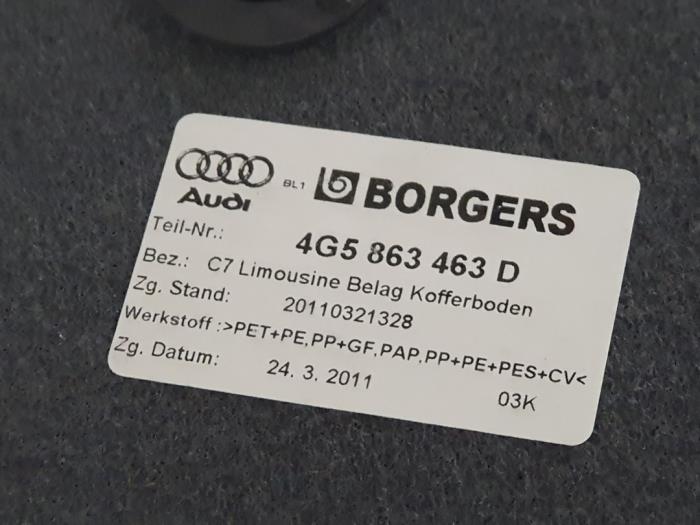 Audi BL1 BORGERS
Teil-Nr.: 4G5 863 463 D
Bez.: C7 Limousine Belag Kofferboden
Zg. Stand: 20110321328
Werkstoff :>PET+PE,PP+GF,PAP,PP+PE+PES+CV<
Zg. Datum: 24. 3. 2011 03K